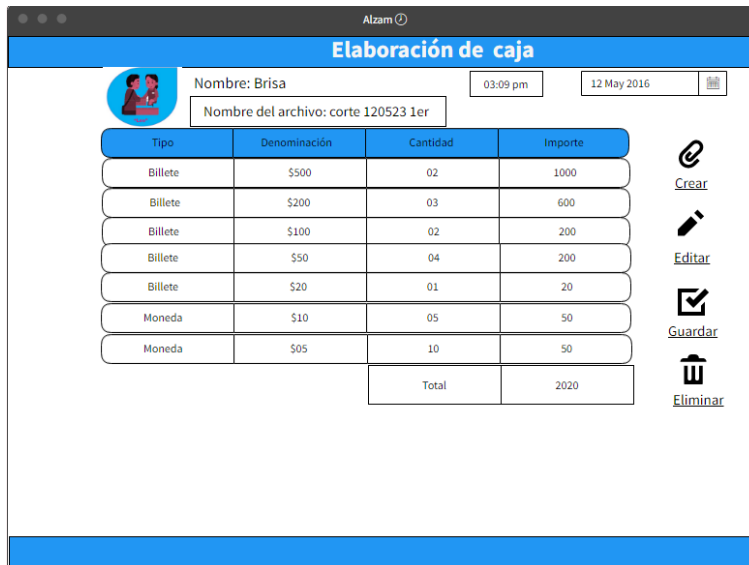 Alzam
Elaboración de caja
Nombre: Brisa
03:09 pm
12 May 2016
Nombre del archivo: corte 120523 1er
Tipo Denominación Cantidad Importe
Billete $500 02 1000
Billete $200 03 600
Billete $100 02 200
Billete $50 04 200
Billete $20 01 20
Moneda $10 05 50
Moneda $05 10 50
Total 2020
Crear
Editar
Guardar
Eliminar